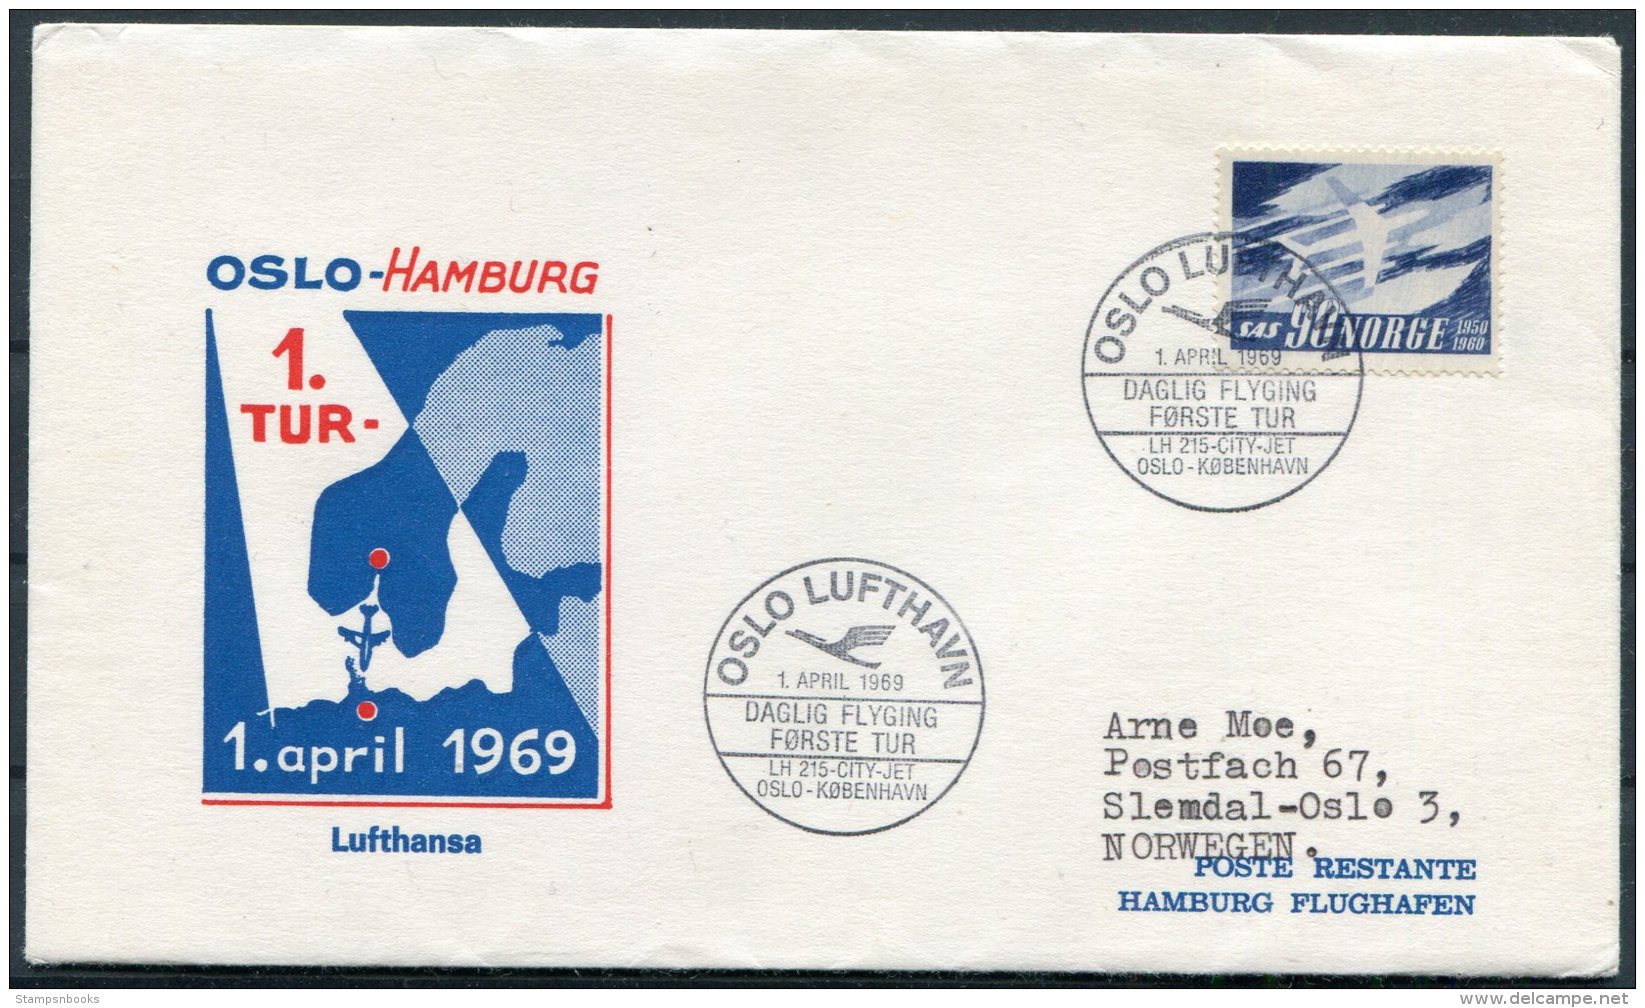 OSLO-HAMBURG
1.
TUR-
1. april 1969
Lufthansa
SAS 90 NORGE 1950
1960
OSLO LUFTHAVN
1. APRIL 1969
DAGLIG FLYGING
FØRSTE TUR
LH 215-CITY-JET
OSLO-KØBENHAVN
OSLO LUFTHAVN
1. APRIL 1969
DAGLIG FLYGING
FØRSTE TUR
LH 215-CITY-JET
OSLO-KØBENHAVN
Arne Moe,
Postfach 67,
Slemdal-Oslo 3,
NORWEGEN.
POSTE RESTANTE
HAMBURG FLUGHAFEN
Stampsnbooks
www.delcampe.net